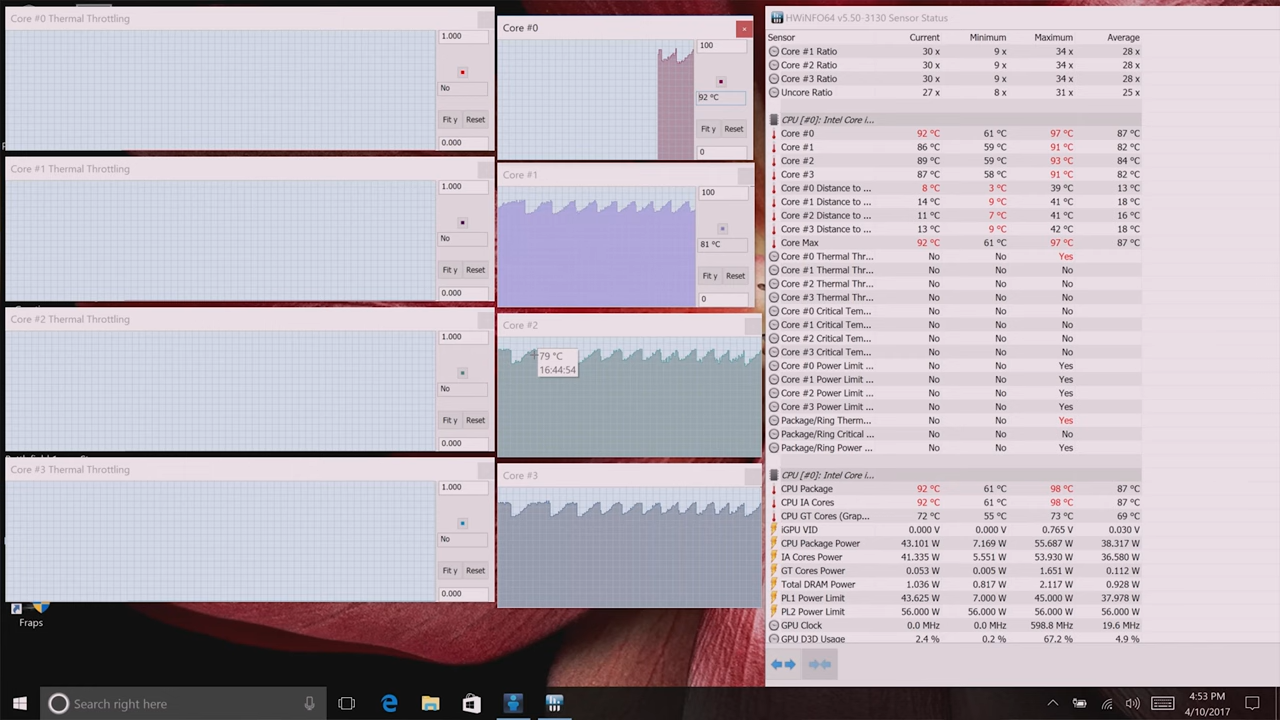 Core #0 Thermal Throttling
1.000
No
Fit y Reset
0.000
Core #1 Thermal Throttling
1.000
No
Fit y Reset
0.000
Core #2 Thermal Throttling
1.000
No
Fit y Reset
0.000
Core #3 Thermal Throttling
1.000
No
Fit y Reset
0.000
Core #0
100
92 °C
Fit y Reset
0
Core #1
100
81 °C
Fit y Reset
0
Core #2
79 °C
16:44:54
Core #3
HWiNFO64 v5.50-3130 Sensor Status
Sensor Current Minimum Maximum Average
Core #1 Ratio 30 x 9 x 34 x 28 x
Core #2 Ratio 30 x 9 x 34 x 28 x
Core #3 Ratio 30 x 9 x 34 x 28 x
Uncore Ratio 27 x 8 x 31 x 25 x
CPU [#0]: Intel Core i...
Core #0 92 °C 61 °C 97 °C 87 °C
Core #1 86 °C 59 °C 91 °C 82 °C
Core #2 89 °C 59 °C 93 °C 84 °C
Core #3 87 °C 58 °C 91 °C 82 °C
Core #0 Distance to ... 8 °C 3 °C 39 °C 13 °C
Core #1 Distance to ... 14 °C 9 °C 41 °C 18 °C
Core #2 Distance to ... 11 °C 7 °C 41 °C 16 °C
Core #3 Distance to ... 13 °C 9 °C 42 °C 18 °C
Core Max 92 °C 61 °C 97 °C 87 °C
Core #0 Thermal Thr... No No Yes
Core #1 Thermal Thr... No No No
Core #2 Thermal Thr... No No No
Core #3 Thermal Thr... No No No
Core #0 Critical Tem... No No No
Core #1 Critical Tem... No No No
Core #2 Critical Tem... No No No
Core #3 Critical Tem... No No No
Core #0 Power Limit ... No No Yes
Core #1 Power Limit ... No No Yes
Core #2 Power Limit ... No No Yes
Core #3 Power Limit ... No No Yes
Package/Ring Therm... No No Yes
Package/Ring Critical ... No No No
Package/Ring Power ... No No Yes
CPU [#0]: Intel Core i...
CPU Package 92 °C 61 °C 98 °C 87 °C
CPU IA Cores 92 °C 61 °C 98 °C 87 °C
CPU GT Cores (Grap... 72 °C 55 °C 73 °C 69 °C
iGPU VID 0.000 V 0.000 V 0.765 V 0.030 V
CPU Package Power 43.101 W 7.169 W 55.687 W 38.317 W
IA Cores Power 41.335 W 5.551 W 53.930 W 36.580 W
GT Cores Power 0.053 W 0.005 W 1.651 W 0.112 W
Total DRAM Power 1.036 W 0.817 W 2.117 W 0.928 W
PL1 Power Limit 43.625 W 7.000 W 45.000 W 37.978 W
PL2 Power Limit 56.000 W 56.000 W 56.000 W 56.000 W
GPU Clock 0.0 MHz 0.0 MHz 598.8 MHz 19.6 MHz
GPU D3D Usage 2.4 % 0.2 % 67.2 % 4.9 %
Fraps
Search right here
4:53 PM
4/10/2017